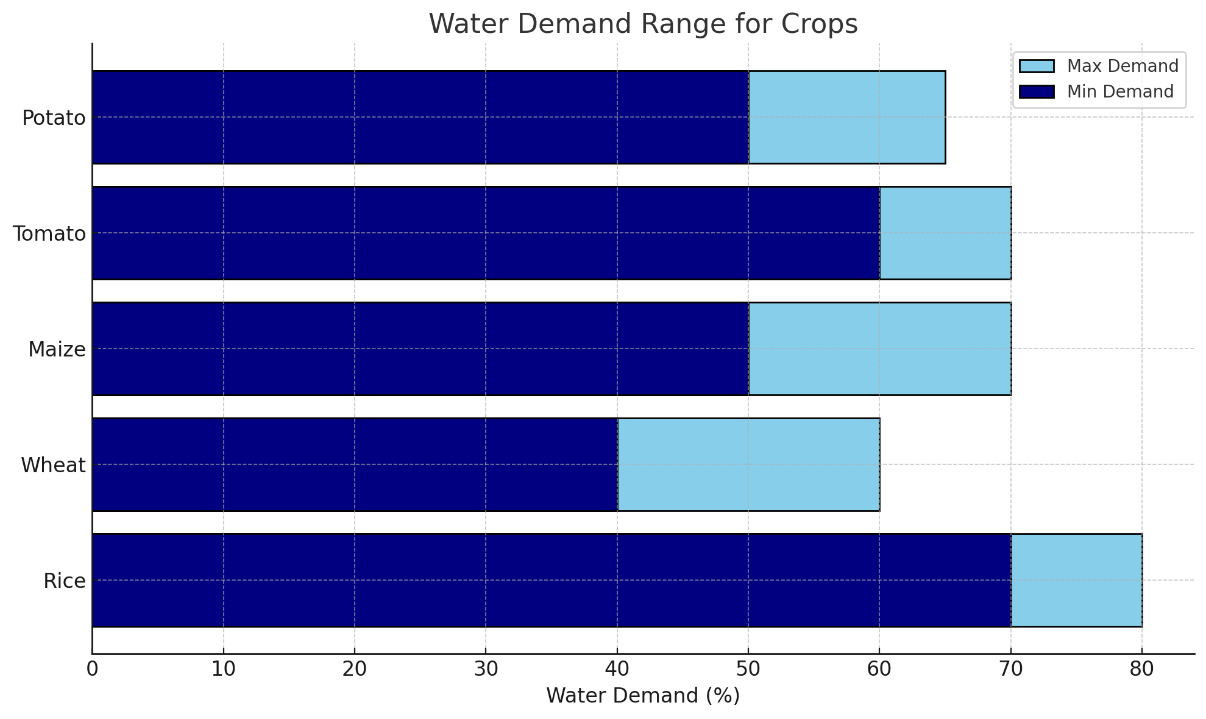 Water Demand Range for Crops
Max Demand
Min Demand
Potato
Tomato
Maize
Wheat
Rice
0 10 20 30 40 50 60 70 80
Water Demand (%)